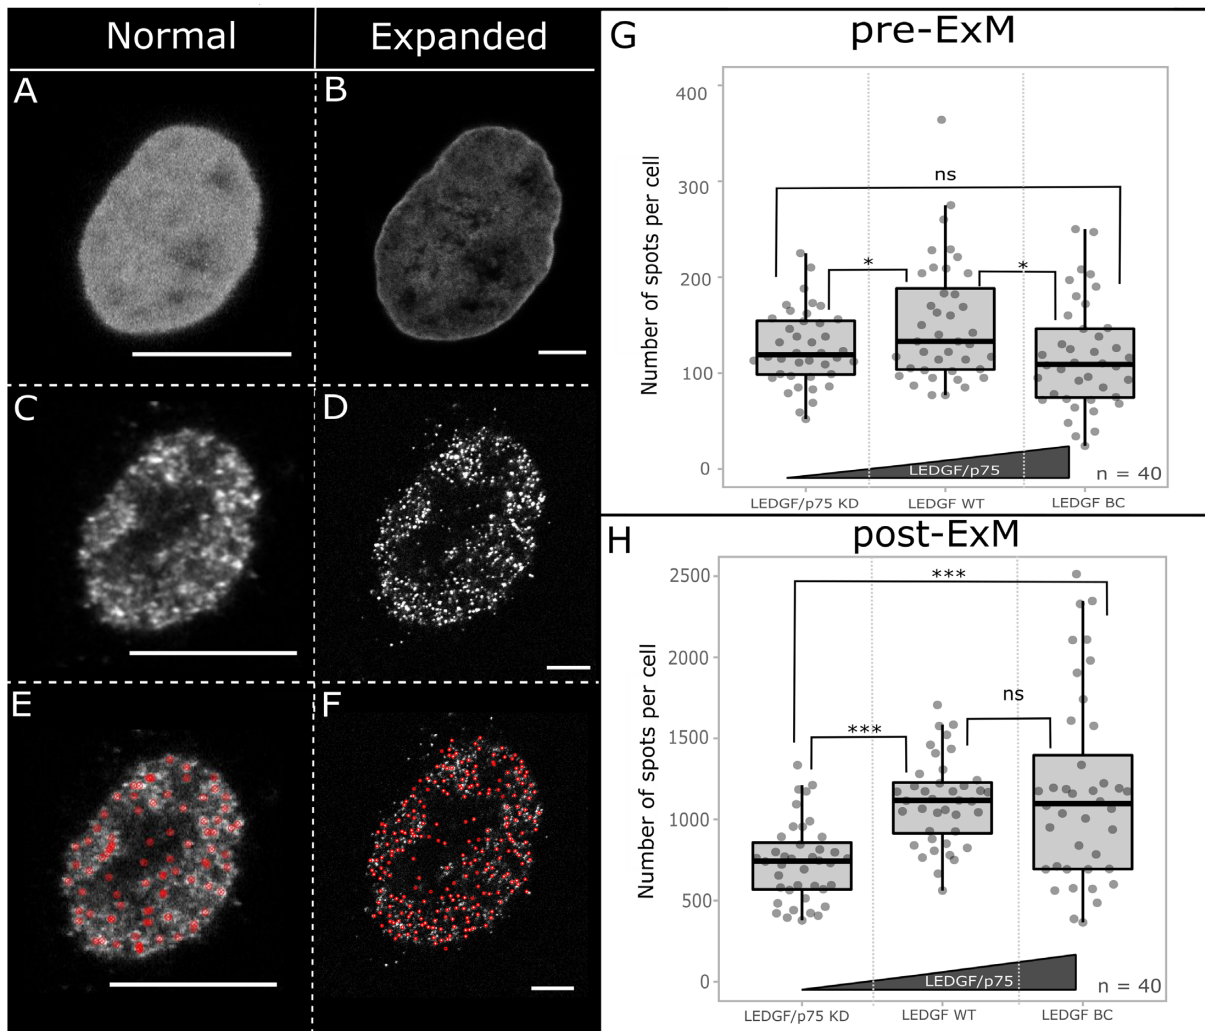 Normal
Expanded
A
B
C
D
E
F
G
pre-ExM
Number of spots per cell
400
300
200
100
0
ns
*
*
LEDGF/p75
n = 40
LEDGF/p75 KD
LEDGF WT
LEDGF BC
H
post-ExM
Number of spots per cell
2500
2000
1500
1000
500
0
***
***
ns
LEDGF/p75
n = 40
LEDGF/p75 KD
LEDGF WT
LEDGF BC